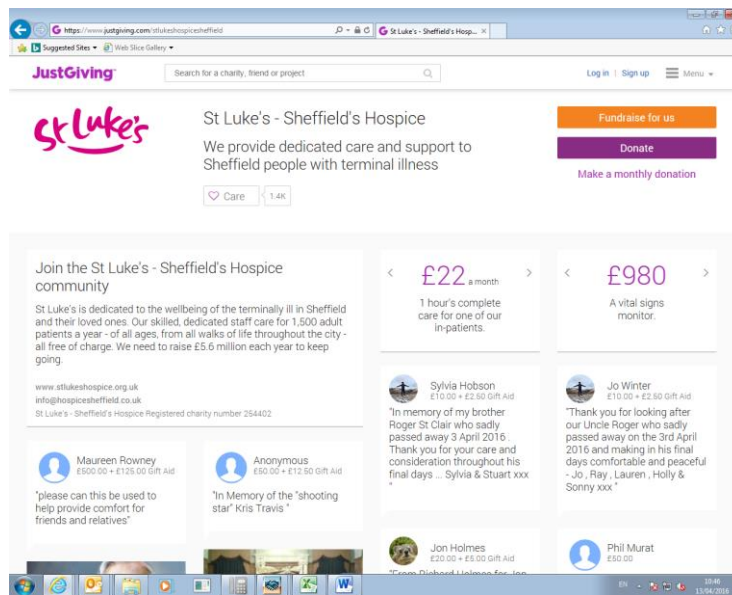 https://www.justgiving.com/stlukeshospicesheffield
St Luke's - Sheffield's Hosp...
Suggested Sites
Web Slice Gallery
JustGiving
Search for a charity, friend or project
Log in | Sign up
Menu
St Luke's
St Luke's - Sheffield's Hospice
We provide dedicated care and support to
Sheffield people with terminal illness
Care
1.4K
Fundraise for us
Donate
Make a monthly donation
Join the St Luke's - Sheffield's Hospice
community
St Luke's is dedicated to the wellbeing of the terminally ill in Sheffield
and their loved ones. Our skilled, dedicated staff care for 1,500 adult
patients a year - of all ages, from all walks of life throughout the city -
all free of charge. We need to raise £5.6 million each year to keep
going.
www.stlukeshospice.org.uk
info@hospicesheffield.co.uk
St Luke's - Sheffield's Hospice Registered charity number 254402
£22 a month
1 hour's complete
care for one of our
in-patients.
£980
A vital signs
monitor.
Maureen Rowney
£500.00 + £125.00 Gift Aid
"please can this be used to
help provide comfort for
friends and relatives"
Anonymous
£50.00 + £12.50 Gift Aid
"In Memory of the "shooting
star" Kris Travis "
Sylvia Hobson
£10.00 + £2.50 Gift Aid
"In memory of my brother
Roger St Clair who sadly
passed away 3 April 2016 .
Thank you for your care and
consideration throughout his
final days ... Sylvia & Stuart xxx
"
Jo Winter
£10.00 + £2.50 Gift Aid
"Thank you for looking after
our Uncle Roger who sadly
passed away on the 3rd April
2016 and making in his final
days comfortable and peaceful
- Jo , Ray , Lauren , Holly &
Sonny xxx "
Jon Holmes
£20.00 + £5.00 Gift Aid
"From Richard Holmes for Jon
Phil Murat
£50.00
EN
10:46
13/04/2016